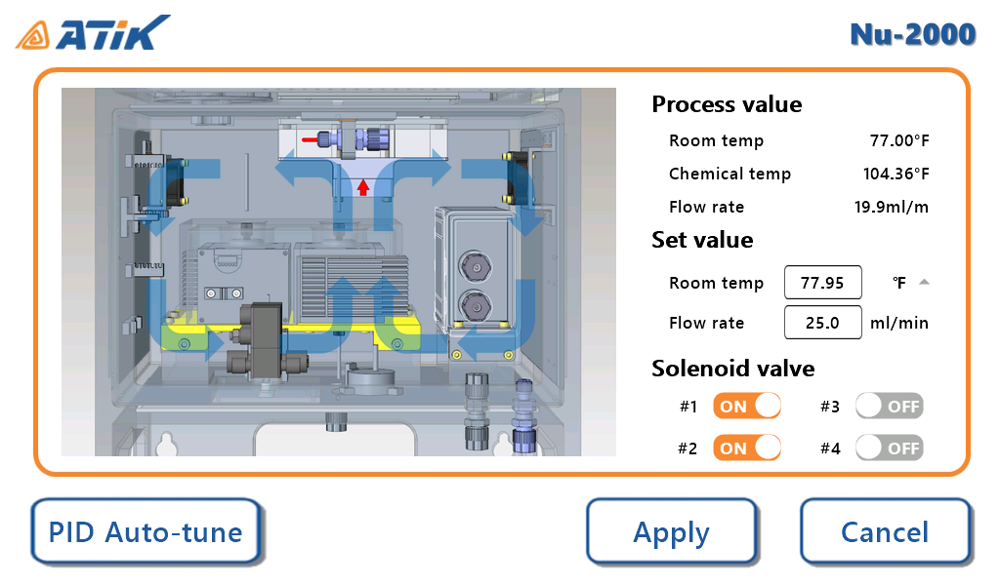 ATiK
Nu-2000
Process value
Room temp 77.00°F
Chemical temp 104.36°F
Flow rate 19.9ml/m
Set value
Room temp 77.95 °F
Flow rate 25.0 ml/min
Solenoid valve
#1 ON #3 OFF
#2 ON #4 OFF
PID Auto-tune Apply Cancel